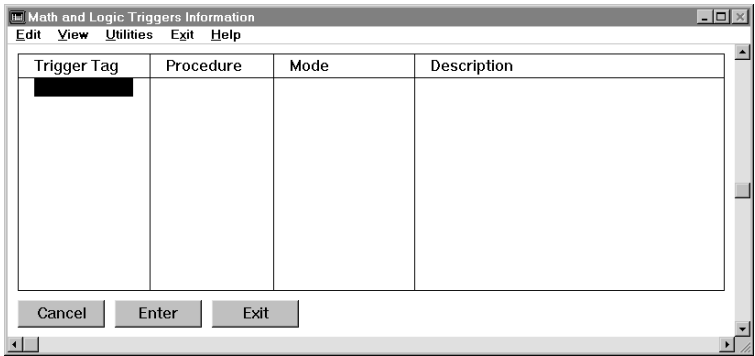 Math and Logic Triggers Information
Edit View Utilities Exit Help
Trigger Tag Procedure Mode Description
Cancel Enter Exit